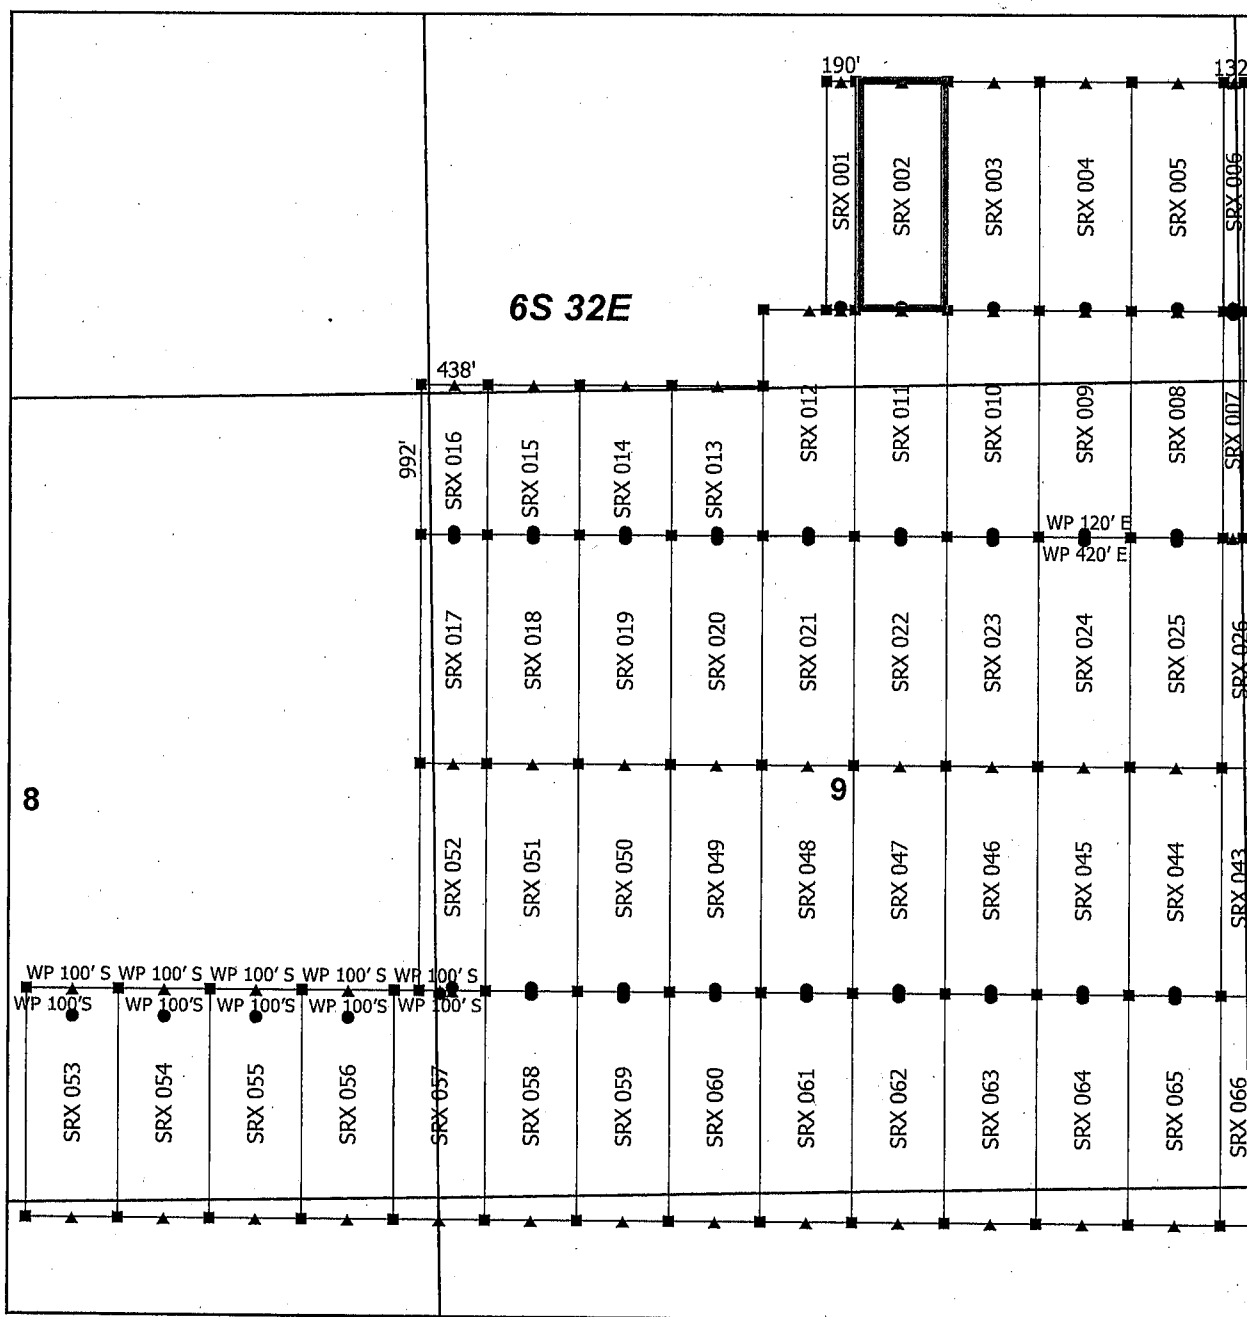 190'
132
SRX 001
SRX 002
SRX 003
SRX 004
SRX 005
SRX 006
6S 32E
438'
992'
SRX 016
SRX 015
SRX 014
SRX 013
SRX 012
SRX 011
SRX 010
SRX 009
SRX 008
SRX 007
WP 120' E
WP 420' E
SRX 017
SRX 018
SRX 019
SRX 020
SRX 021
SRX 022
SRX 023
SRX 024
SRX 025
SRX 026
8
9
SRX 052
SRX 051
SRX 050
SRX 049
SRX 048
SRX 047
SRX 046
SRX 045
SRX 044
SRX 043
WP 100' S WP 100' S WP 100' S WP 100' S WP 100' S
WP 100'S WP 100'S WP 100'S WP 100'S WP 100' S
SRX 053
SRX 054
SRX 055
SRX 056
SRX 057
SRX 058
SRX 059
SRX 060
SRX 061
SRX 062
SRX 063
SRX 064
SRX 065
SRX 066